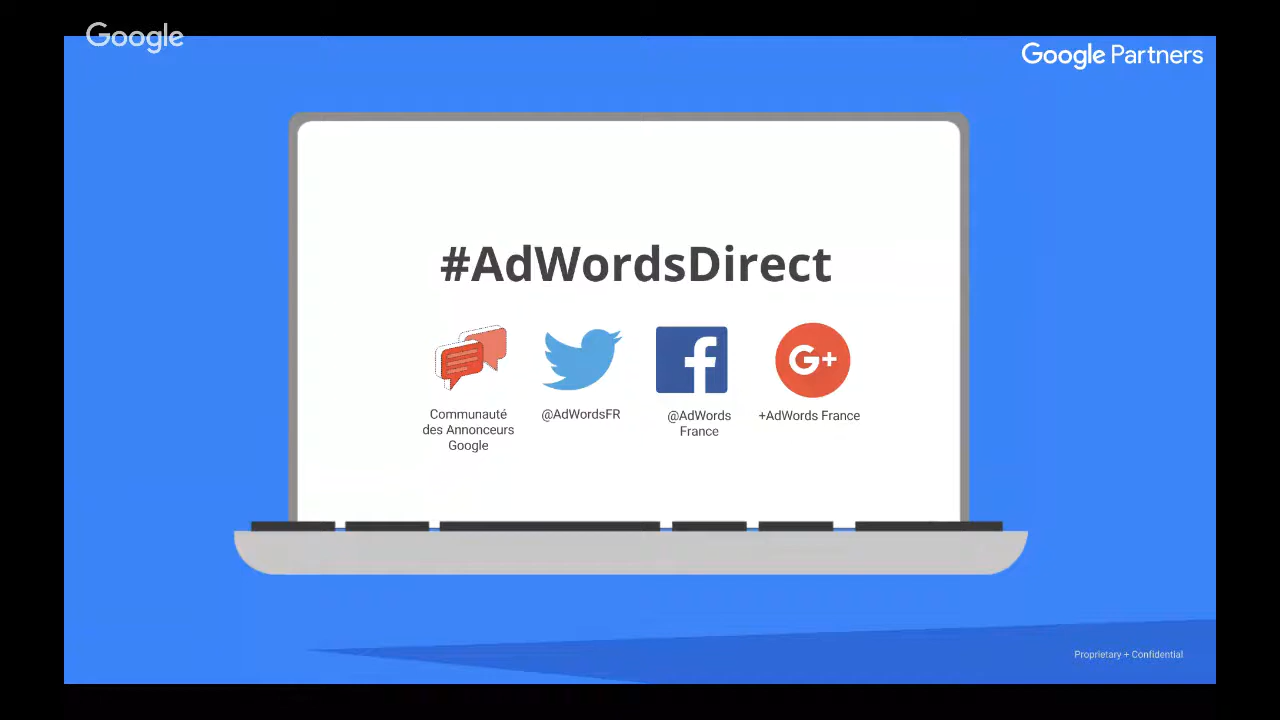 Google
Google Partners
#AdWordsDirect
G+
Communauté
des Annonceurs
Google
@AdWordsFR
@AdWords
France
+AdWords France
Proprietary + Confidential